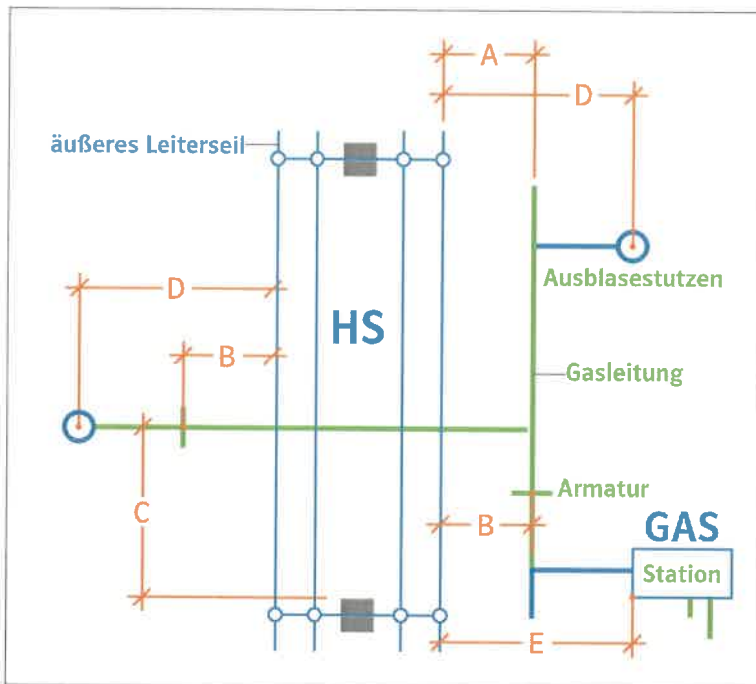 A
D
äußeres Leiterseil
Ausblasestutzen
D
HS
B
Gasleitung
C
Armatur
B
GAS
Station
E